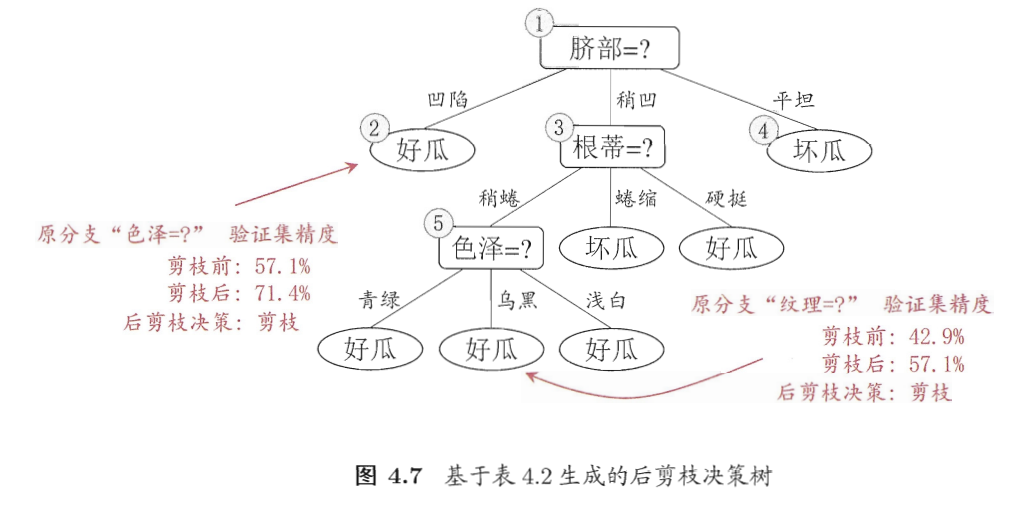 ①
脐部=?
凹陷
稍凹
平坦
②
好瓜
③
根蒂=?
④
坏瓜
稍蜷
蜷缩
硬挺
⑤
色泽=?
坏瓜
好瓜
原分支“色泽=?” 验证集精度
剪枝前: 57.1%
剪枝后: 71.4%
后剪枝决策: 剪枝
青绿
乌黑
浅白
好瓜
好瓜
好瓜
原分支“纹理=?” 验证集精度
剪枝前: 42.9%
剪枝后: 57.1%
后剪枝决策: 剪枝
图 4.7 基于表 4.2 生成的后剪枝决策树